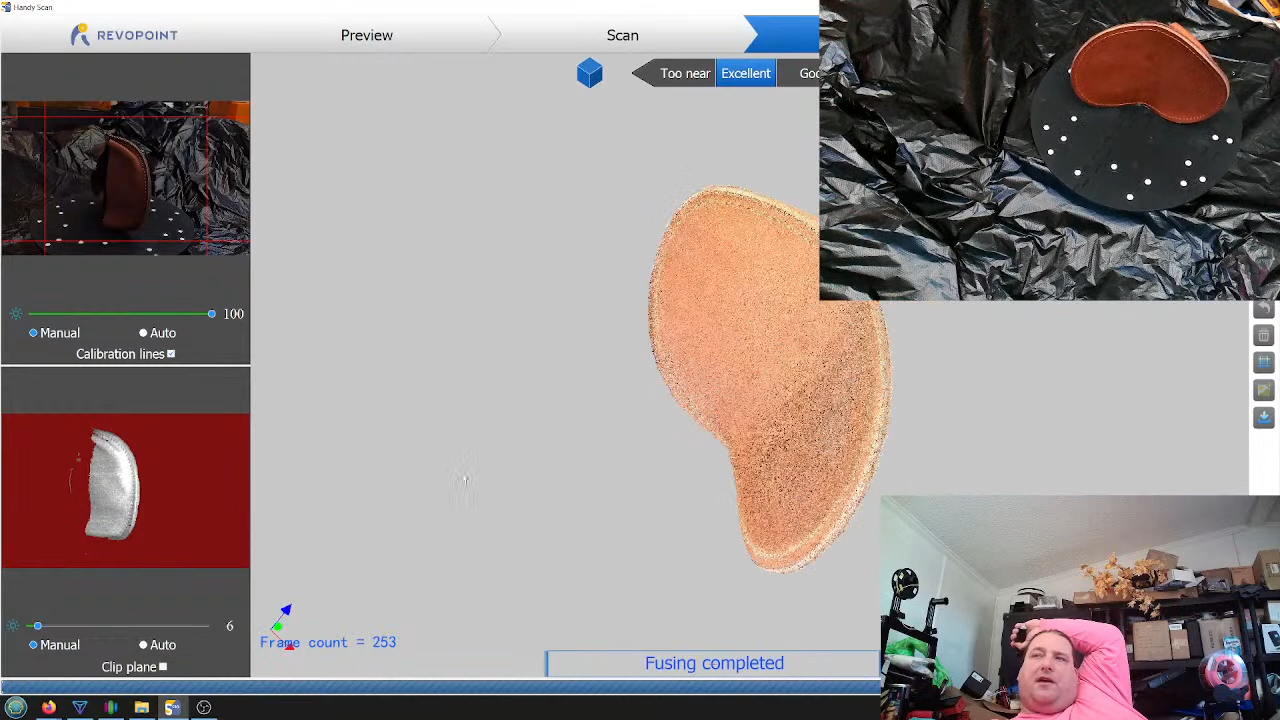 Handy Scan
REVOPOINT
Preview
Scan
Too near
Excellent
Goo
100
Manual
Auto
Calibration lines
6
Manual
Auto
Clip plane
Frame count = 253
Fusing completed